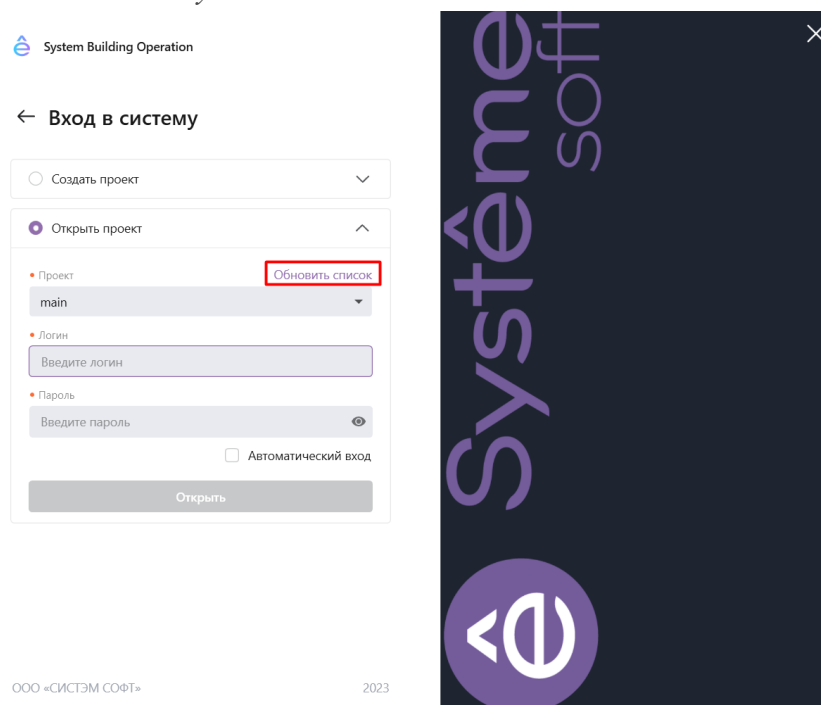 System Building Operation
Вход в систему
Создать проект
Открыть проект
Проект
Обновить список
main
Логин
Введите логин
Пароль
Введите пароль
Автоматический вход
Открыть
ООО «СИСТЭМ СОФТ»
2023
Systême
soft
ê